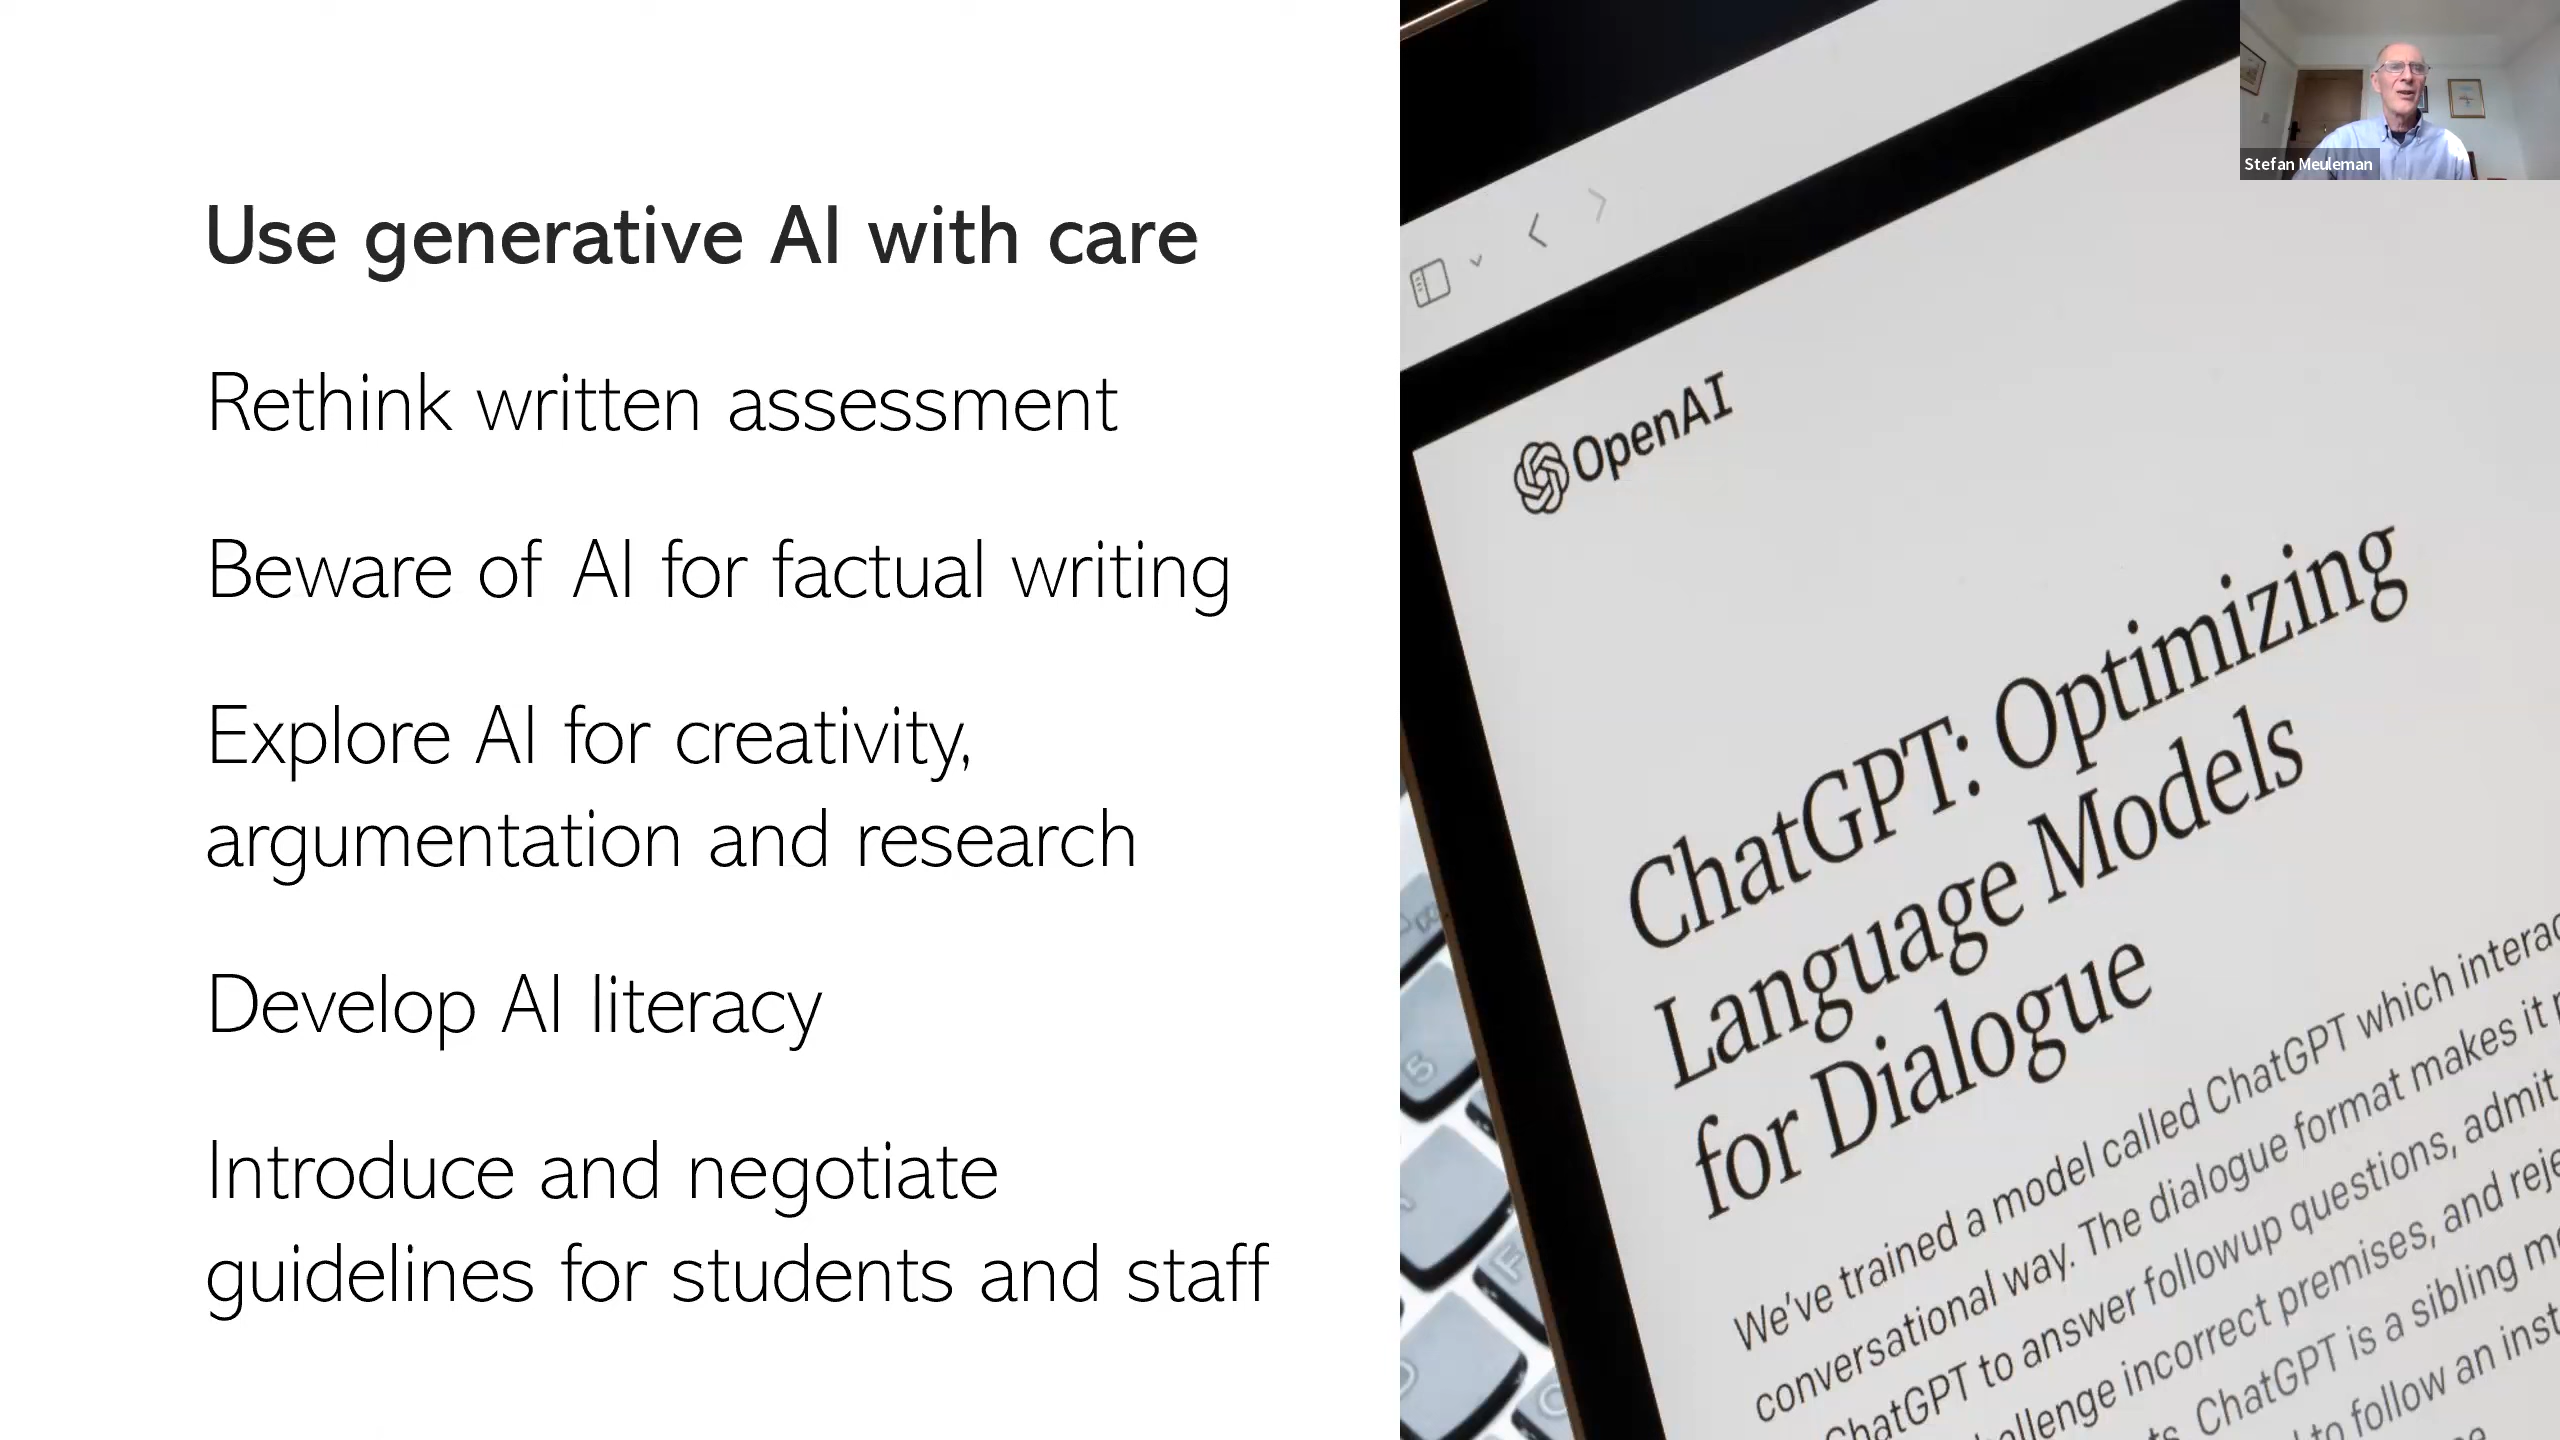 Use generative AI with care
Rethink written assessment
Beware of AI for factual writing
Explore AI for creativity,
argumentation and research
Develop AI literacy
Introduce and negotiate
guidelines for students and staff
Stefan Meuleman
OpenAI
ChatGPT: Optimizing
Language Models
for Dialogue
We've trained a model called ChatGPT which
conversational way. The dialogue format makes it
ChatGPT to answer followup questions, admit
challenge incorrect premises, and
ChatGPT is a sibling
to follow an